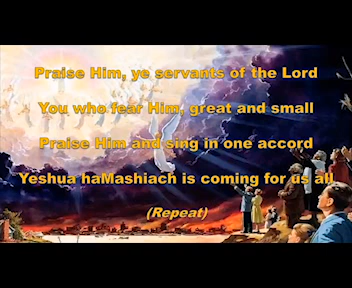 Praise Him, ye servants of the Lord
You who fear Him, great and small
Praise Him and sing in one accord
Yeshua haMashiach is coming for us all
(Repeat)